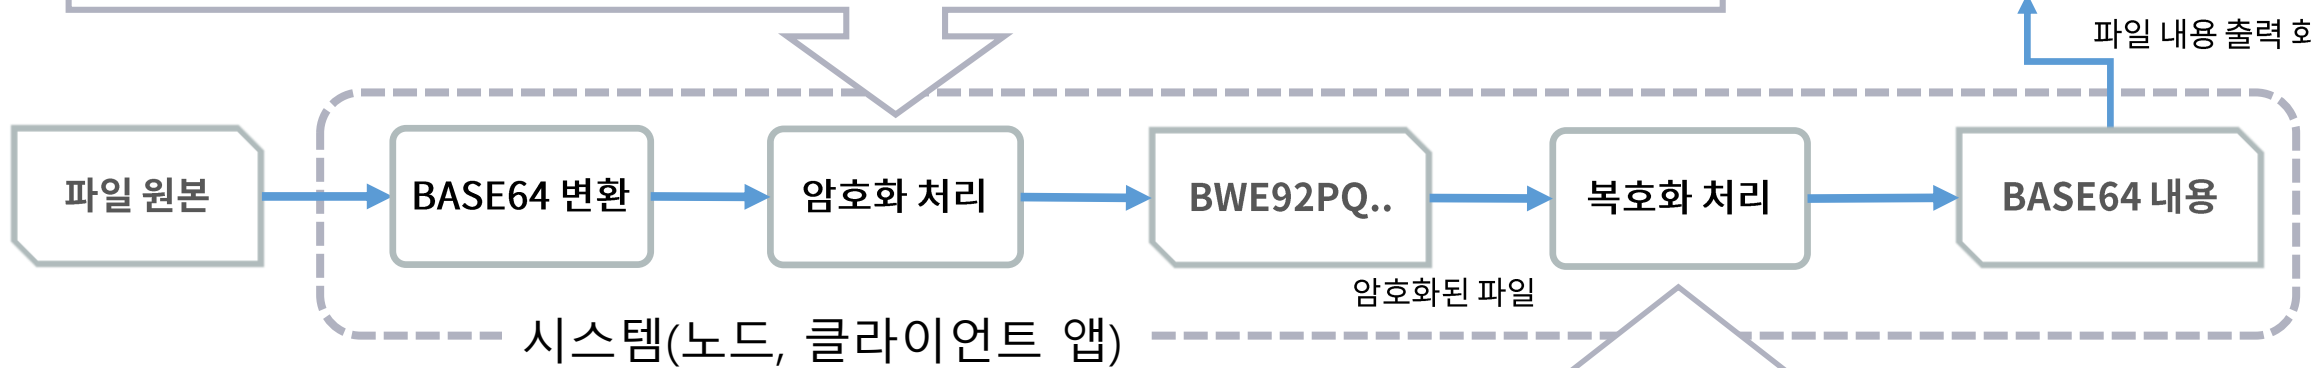 파일 내용 출력
파일 원본
BASE64 변환
암호화 처리
BWE92PQ..
복호화 처리
BASE64 내용
암호화된 파일
시스템(노드, 클라이언트 앱)